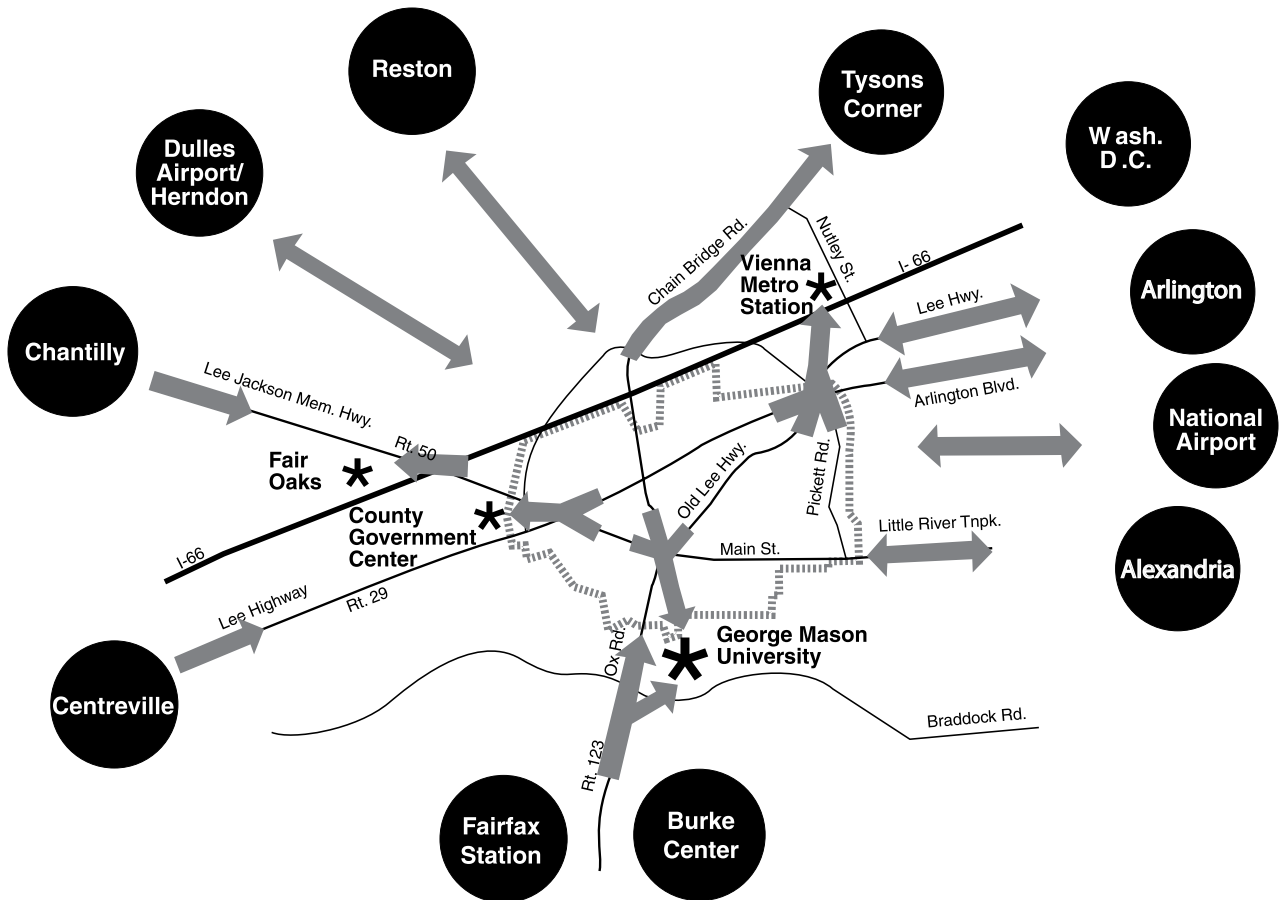 Reston
Tysons
Corner
Wash.
D.C.
Dulles
Airport/
Herndon
Chain Bridge Rd.
Nutley St.
Vienna
Metro
Station
I- 66
Arlington
Lee Hwy.
Chantilly
Lee Jackson Mem. Hwy.
Arlington Blvd.
National
Airport
Rt. 50
Fair
Oaks
Old Lee Hwy.
Pickett Rd.
County
Government
Center
Little River Tnpk.
Main St.
I-66
Alexandria
Lee Highway
Rt. 29
George Mason
University
Ox Rd.
Centreville
Braddock Rd.
Rt. 123
Fairfax
Station
Burke
Center